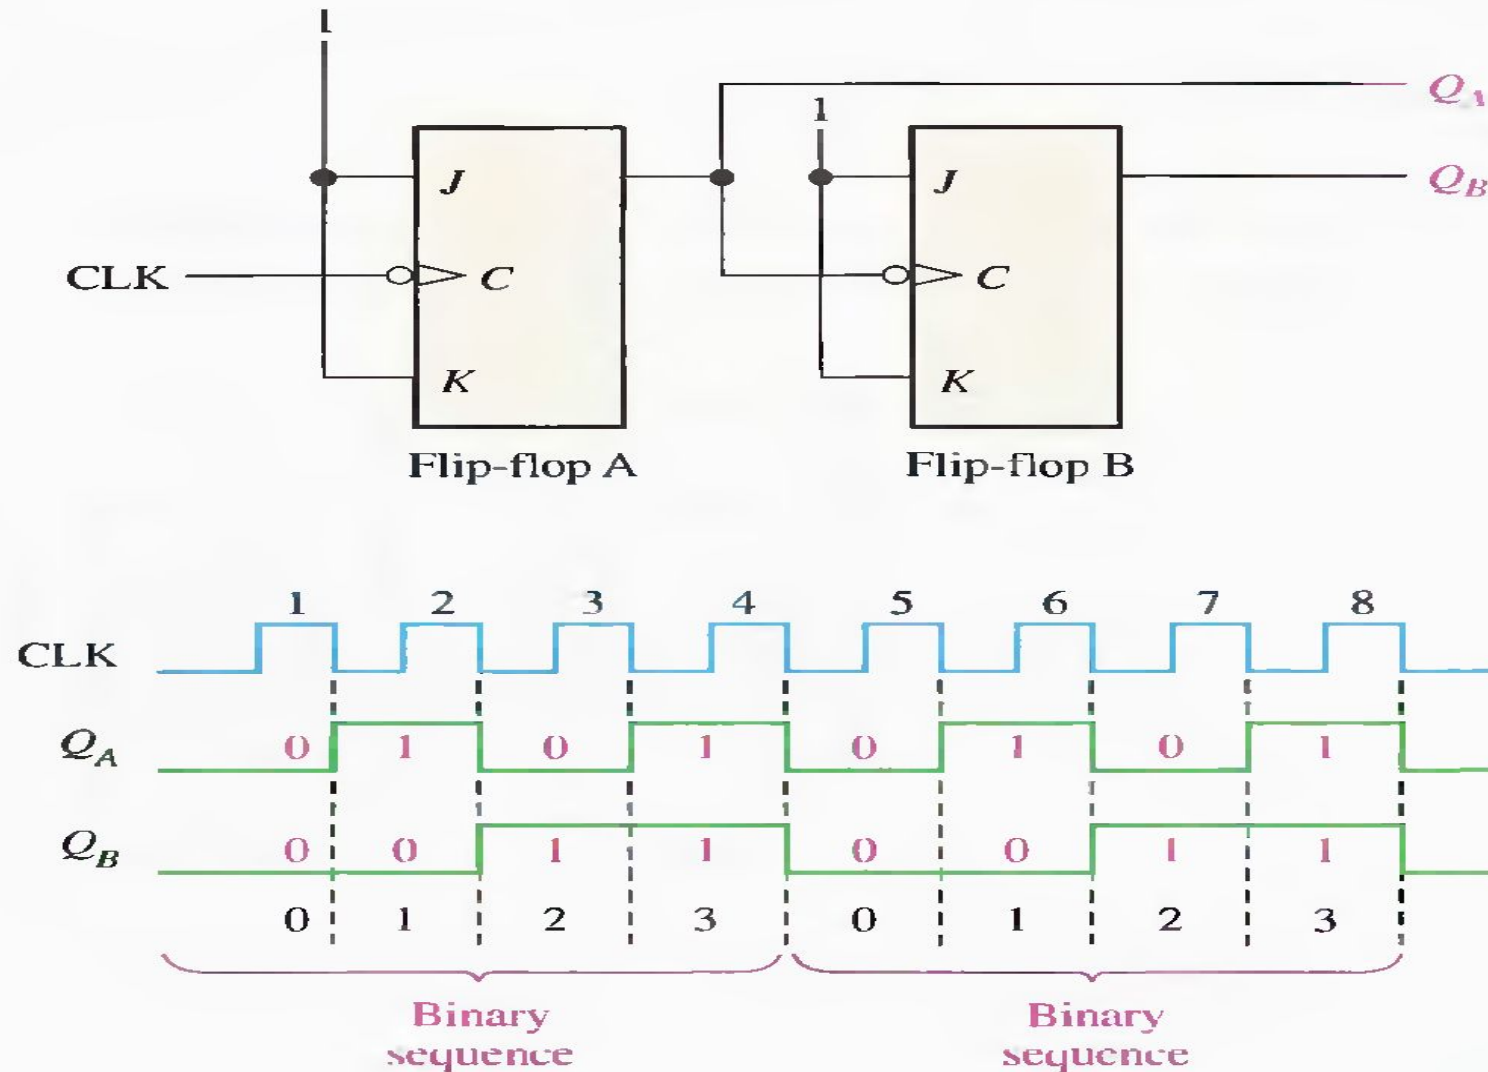 1
Q_A
1
Q_B
J
J
CLK
C
C
K
K
Flip-flop A
Flip-flop B
1 2 3 4 5 6 7 8
CLK
Q_A 0 1 0 1 0 1 0 1
Q_B 0 0 1 1 0 0 1 1
0 1 2 3 0 1 2 3
Binary sequence
Binary sequence